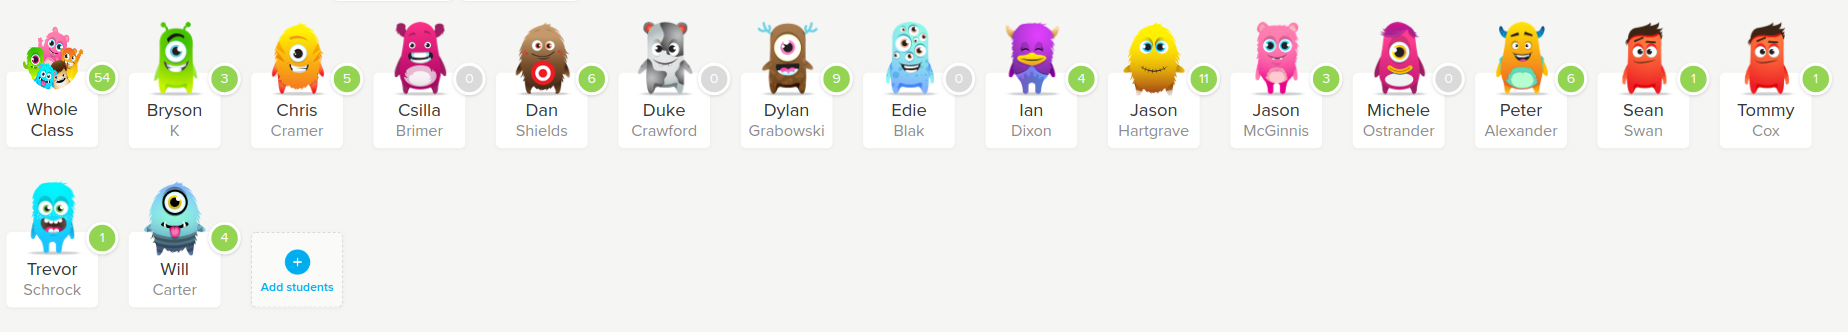 54
Whole
Class
3
Bryson
K
5
Chris
Cramer
0
Csilla
Brimer
6
Dan
Shields
0
Duke
Crawford
9
Dylan
Grabowski
0
Edie
Blak
4
Ian
Dixon
11
Jason
Hartgrave
3
Jason
McGinnis
0
Michele
Ostrander
6
Peter
Alexander
1
Sean
Swan
1
Tommy
Cox
1
Trevor
Schrock
4
Will
Carter
+
Add students